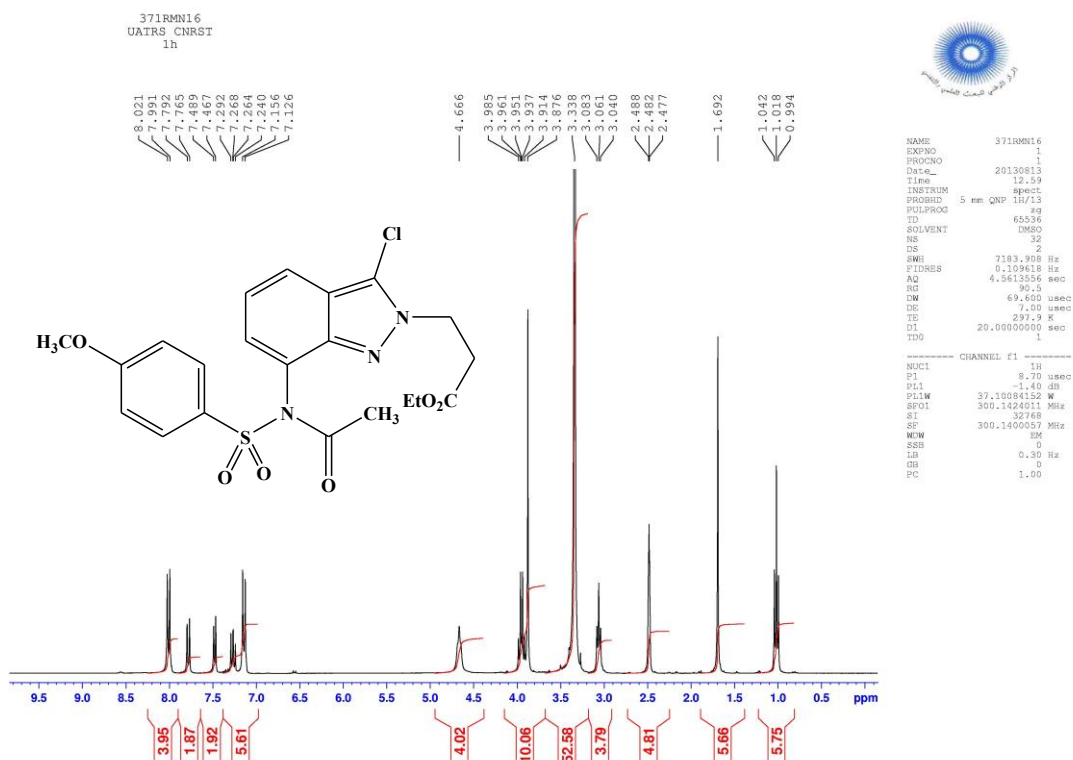 371RMN16
UATRS CNRST
1h
8.021
7.991
7.792
7.765
7.489
7.467
7.292
7.268
7.264
7.240
7.156
7.126
4.666
3.985
3.961
3.951
3.937
3.914
3.876
3.338
3.083
3.061
3.040
2.488
2.482
2.477
1.692
1.042
1.018
0.994
NAME 371RMN16
EXPNO 1
PROCNO 1
Date_ 20130813
Time 12.59
INSTRUM spect
PROBHD 5 mm QNP 1H/13
PULPROG zg
TD 65536
SOLVENT DMSO
NS 32
DS 2
SWH 7183.908 Hz
FIDRES 0.109618 Hz
AQ 4.5613556 sec
RG 90.5
DW 69.600 usec
DE 7.00 usec
TE 297.9 K
D1 20.00000000 sec
TD0 1
======== CHANNEL f1 ========
NUC1 1H
P1 8.70 usec
PL1 -1.40 dB
PL1W 37.10084152 W
SFO1 300.1424011 MHz
SI 32768
SF 300.1400057 MHz
WDW EM
SSB 0
LB 0.30 Hz
GB 0
PC 1.00
Cl
N
N
H3CO
EtO2C
N
CH3
S
O
O
O
9.5 9.0 8.5 8.0 7.5 7.0 6.5 6.0 5.5 5.0 4.5 4.0 3.5 3.0 2.5 2.0 1.5 1.0 0.5 ppm
3.95
1.87
1.92
5.61
4.02
10.06
52.58
3.79
4.81
5.66
5.75